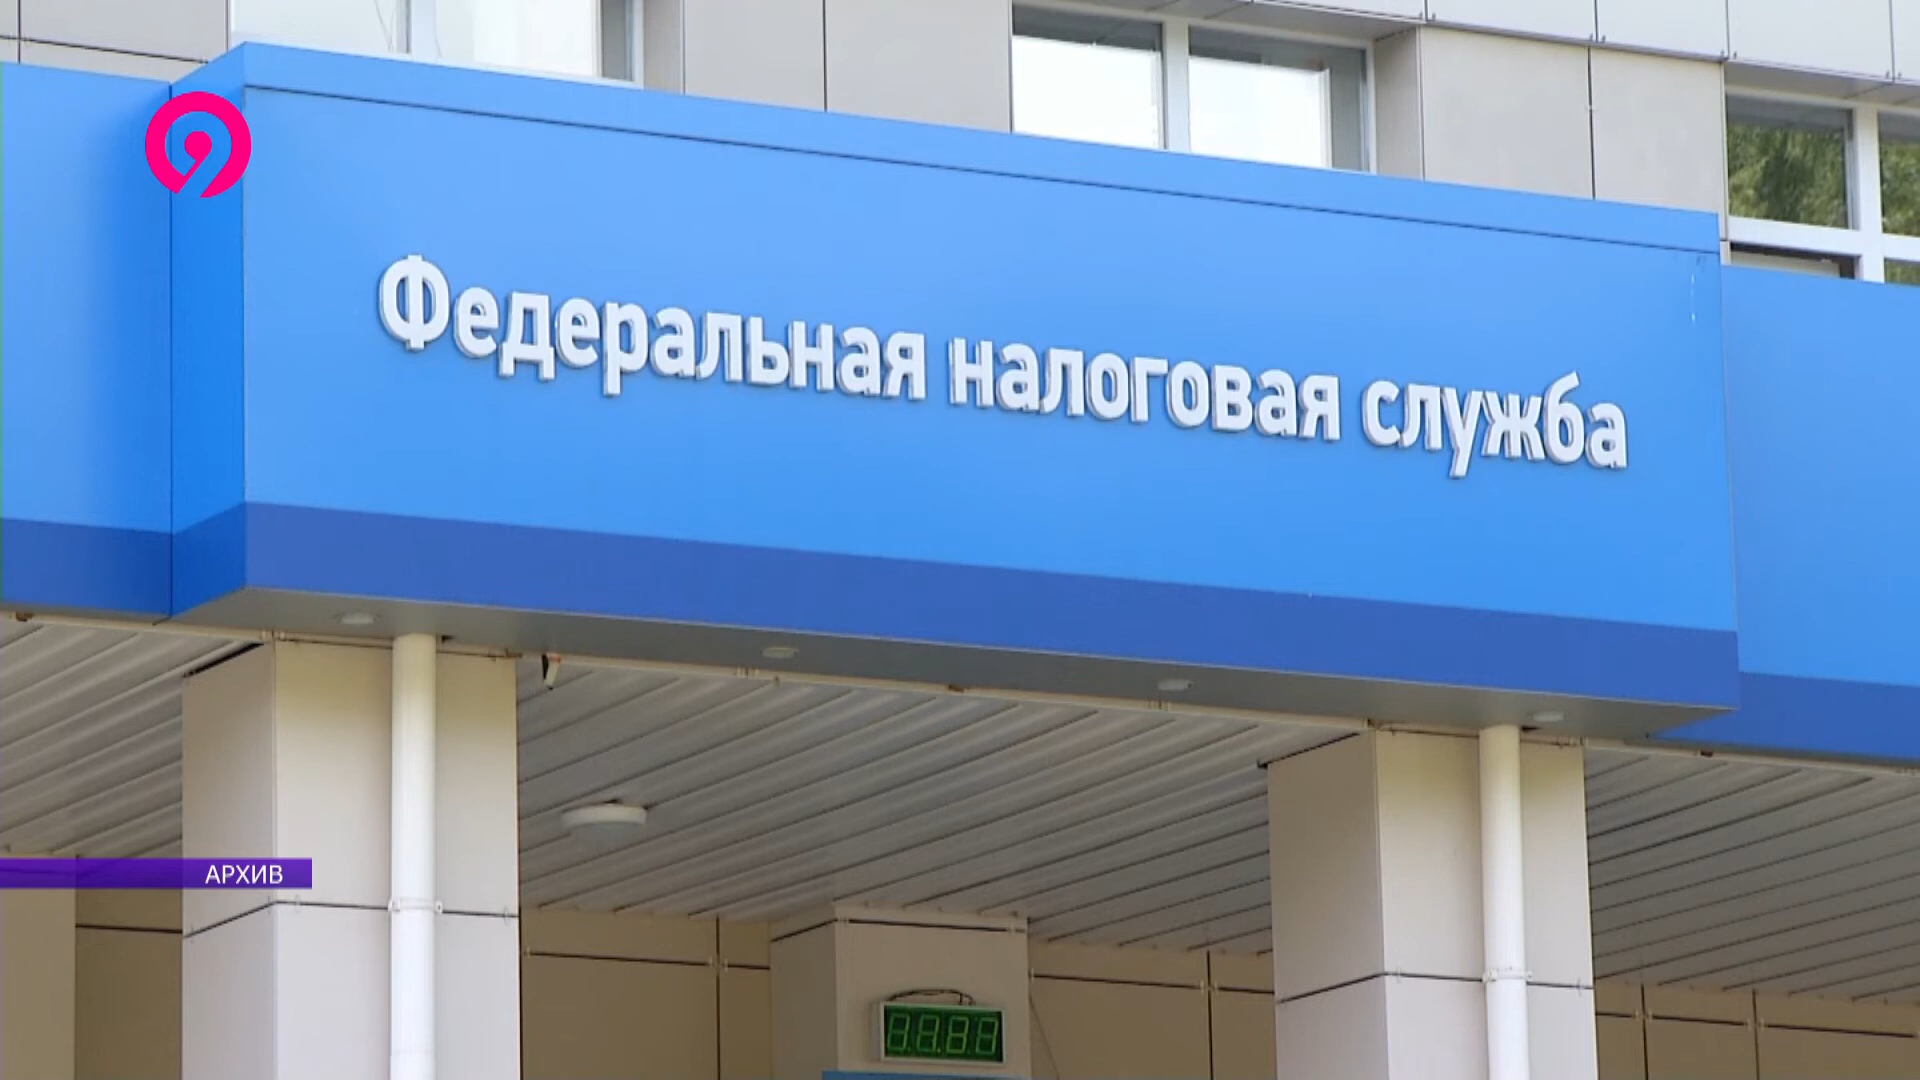 Федеральная налоговая служба
АРХИВ